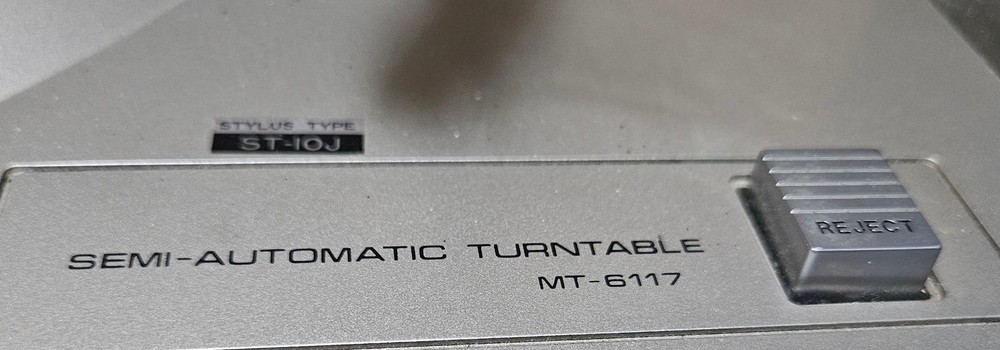 STYLUS TYPE
ST-10J
REJECT
SEMI-AUTOMATIC TURNTABLE
MT-6117